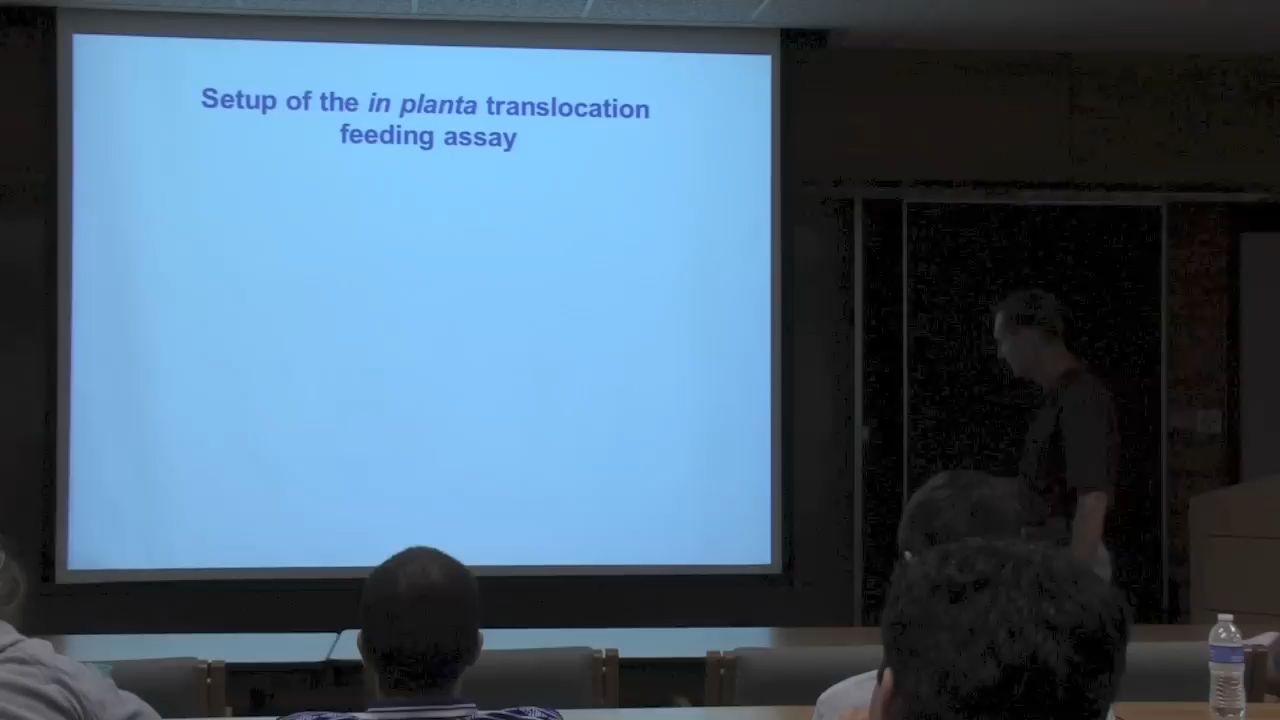 Setup of the in planta translocation
feeding assay